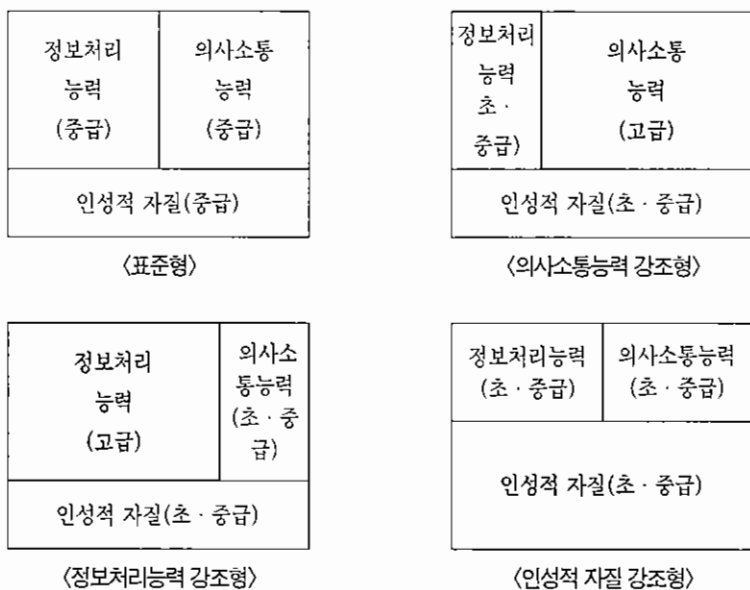 정보처리
능력
(중급)
의사소통
능력
(중급)
인성적 자질(중급)
〈표준형〉
정보처리
능력
초 ·
중급)
의사소통
능력
(고급)
인성적 자질(초 · 중급)
〈의사소통능력 강조형〉
정보처리
능력
(고급)
의사소
통능력
(초 · 중
급)
인성적 자질(초 · 중급)
〈정보처리능력 강조형〉
정보처리능력
(초 · 중급)
의사소통능력
(초 · 중급)
인성적 자질(초 · 중급)
〈인성적 자질 강조형〉